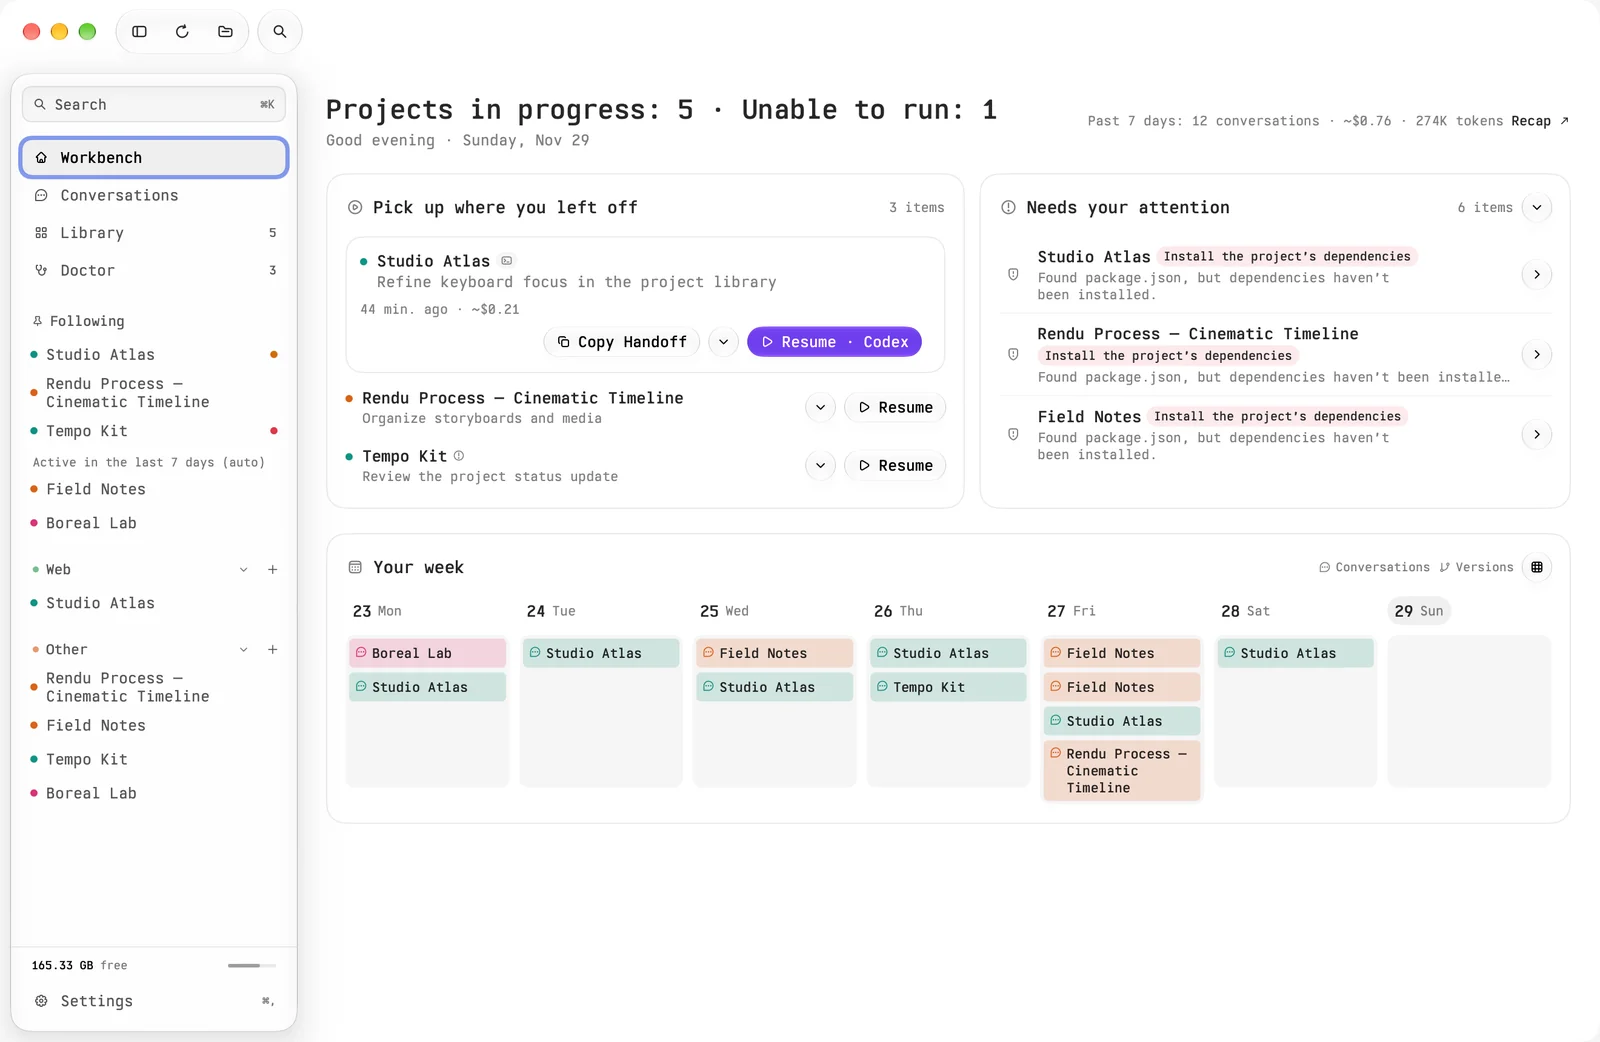 Search ⌘K
Workbench
Conversations
Library 5
Doctor 3
Following
Studio Atlas
Rendu Process —
Cinematic Timeline
Tempo Kit
Active in the last 7 days (auto)
Field Notes
Boreal Lab
Web
Studio Atlas
Other
Rendu Process —
Cinematic Timeline
Field Notes
Tempo Kit
Boreal Lab
165.33 GB free
Settings ⌘,
Projects in progress: 5 · Unable to run: 1
Good evening · Sunday, Nov 29
Past 7 days: 12 conversations · ~$0.76 · 274K tokens Recap ↗
Pick up where you left off 3 items
Studio Atlas
Refine keyboard focus in the project library
44 min. ago · ~$0.21
Copy Handoff
Resume · Codex
Rendu Process — Cinematic Timeline
Organize storyboards and media
Resume
Tempo Kit
Review the project status update
Resume
Needs your attention 6 items
Studio Atlas Install the project’s dependencies
Found package.json, but dependencies haven’t
been installed.
Rendu Process — Cinematic Timeline
Install the project’s dependencies
Found package.json, but dependencies haven’t been installe…
Field Notes Install the project’s dependencies
Found package.json, but dependencies haven’t
been installed.
Your week
Conversations Versions
23 Mon
Boreal Lab
Studio Atlas
24 Tue
Studio Atlas
25 Wed
Field Notes
Studio Atlas
26 Thu
Studio Atlas
Tempo Kit
27 Fri
Field Notes
Field Notes
Studio Atlas
Rendu Process —
Cinematic
Timeline
28 Sat
Studio Atlas
29 Sun